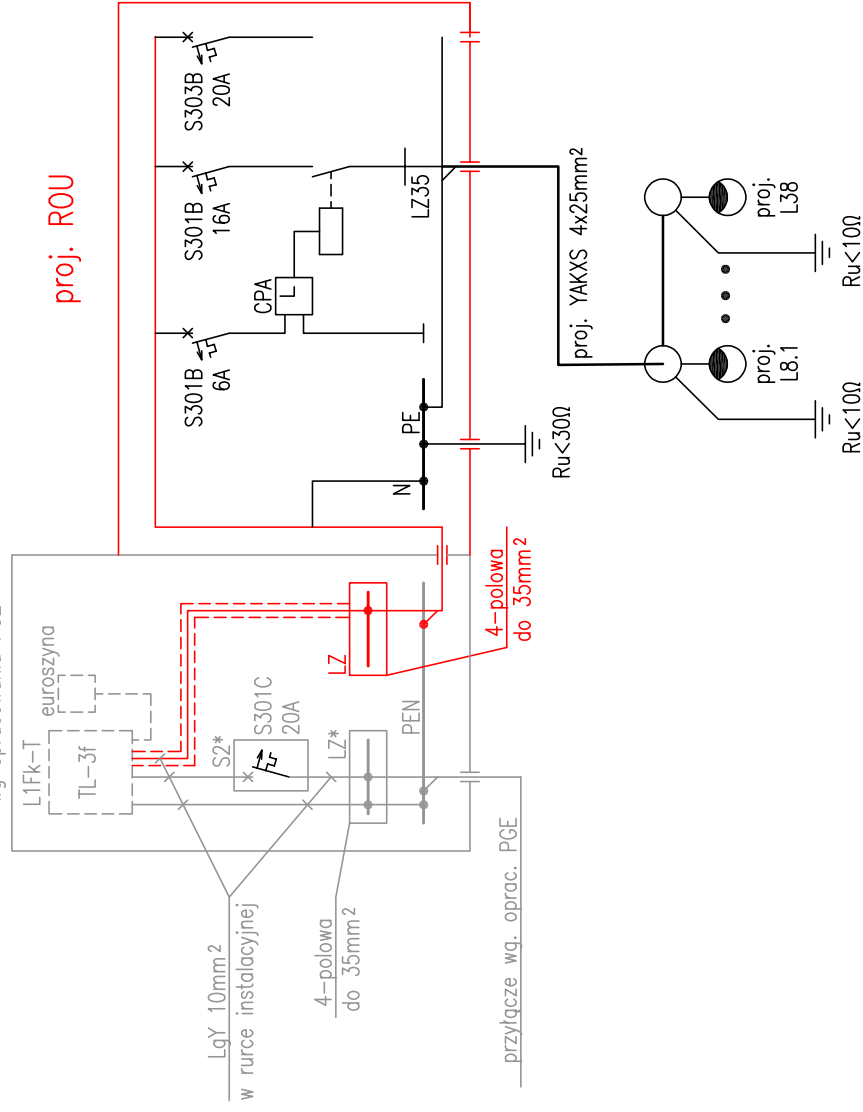 proj. ROU
S303B
20A
S301B
16A
S301B
6A
CPA
LZ35
PE
N
Ru<30Ω
proj. YAKXS 4x25mm²
proj.
L38
Ru<10Ω
proj.
L8.1
Ru<10Ω
euroszyna
L1Fk-T
TL-3f
S2*
S301C
20A
LZ*
LZ
PEN
4-polowa
do 35mm²
LgY 10mm²
w rurce instalacyjnej
4-polowa
do 35mm²
przyłącze wg. oprac. PGE